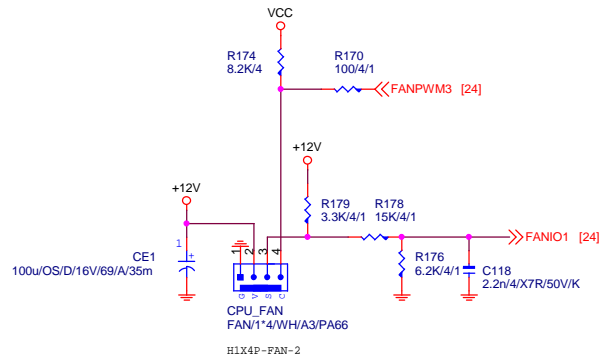 VCC
R174
8.2K/4
R170
100/4/1
FANPWM3 [24]
+12V
R179
3.3K/4/1
R178
15K/4/1
+12V
FANIO1 [24]
1
+
CE1
100u/OS/D/16V/69/A/35m
1 2 3 4
G V S C
R176
6.2K/4/1
C118
2.2n/4/X7R/50V/K
CPU_FAN
FAN/1*4/WH/A3/PA66
H1X4P-FAN-2